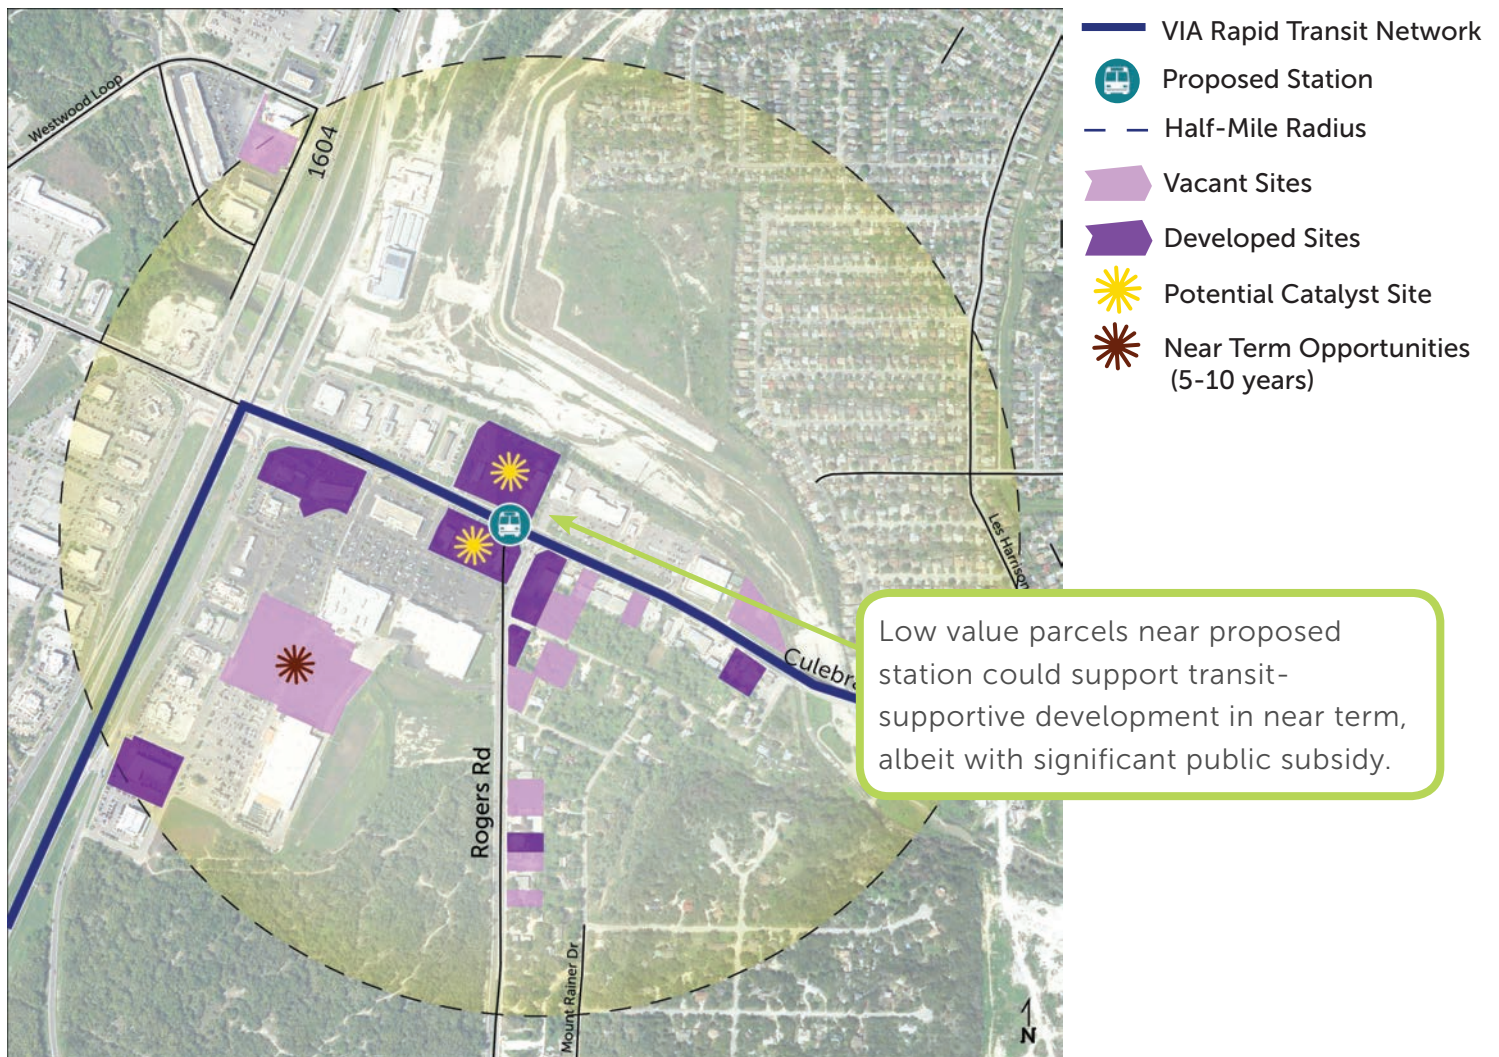 VIA Rapid Transit Network
Proposed Station
Half-Mile Radius
Vacant Sites
Developed Sites
Potential Catalyst Site
Near Term Opportunities
(5-10 years)
Westwood Loop
1604
Les Harrison
Culebra
Low value parcels near proposed
station could support transit-
supportive development in near term,
albeit with significant public subsidy.
Rogers Rd
Mount Rainer Dr
N